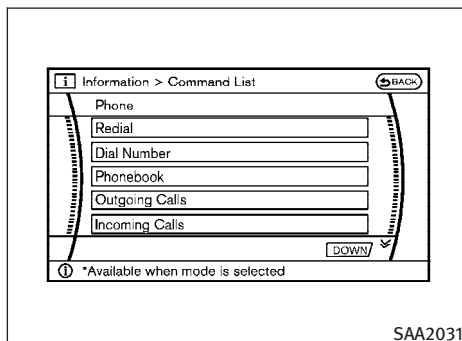 i Information > Command List BACK
Phone
Redial
Dial Number
Phonebook
Outgoing Calls
Incoming Calls
DOWN
i *Available when mode is selected
SAA2031